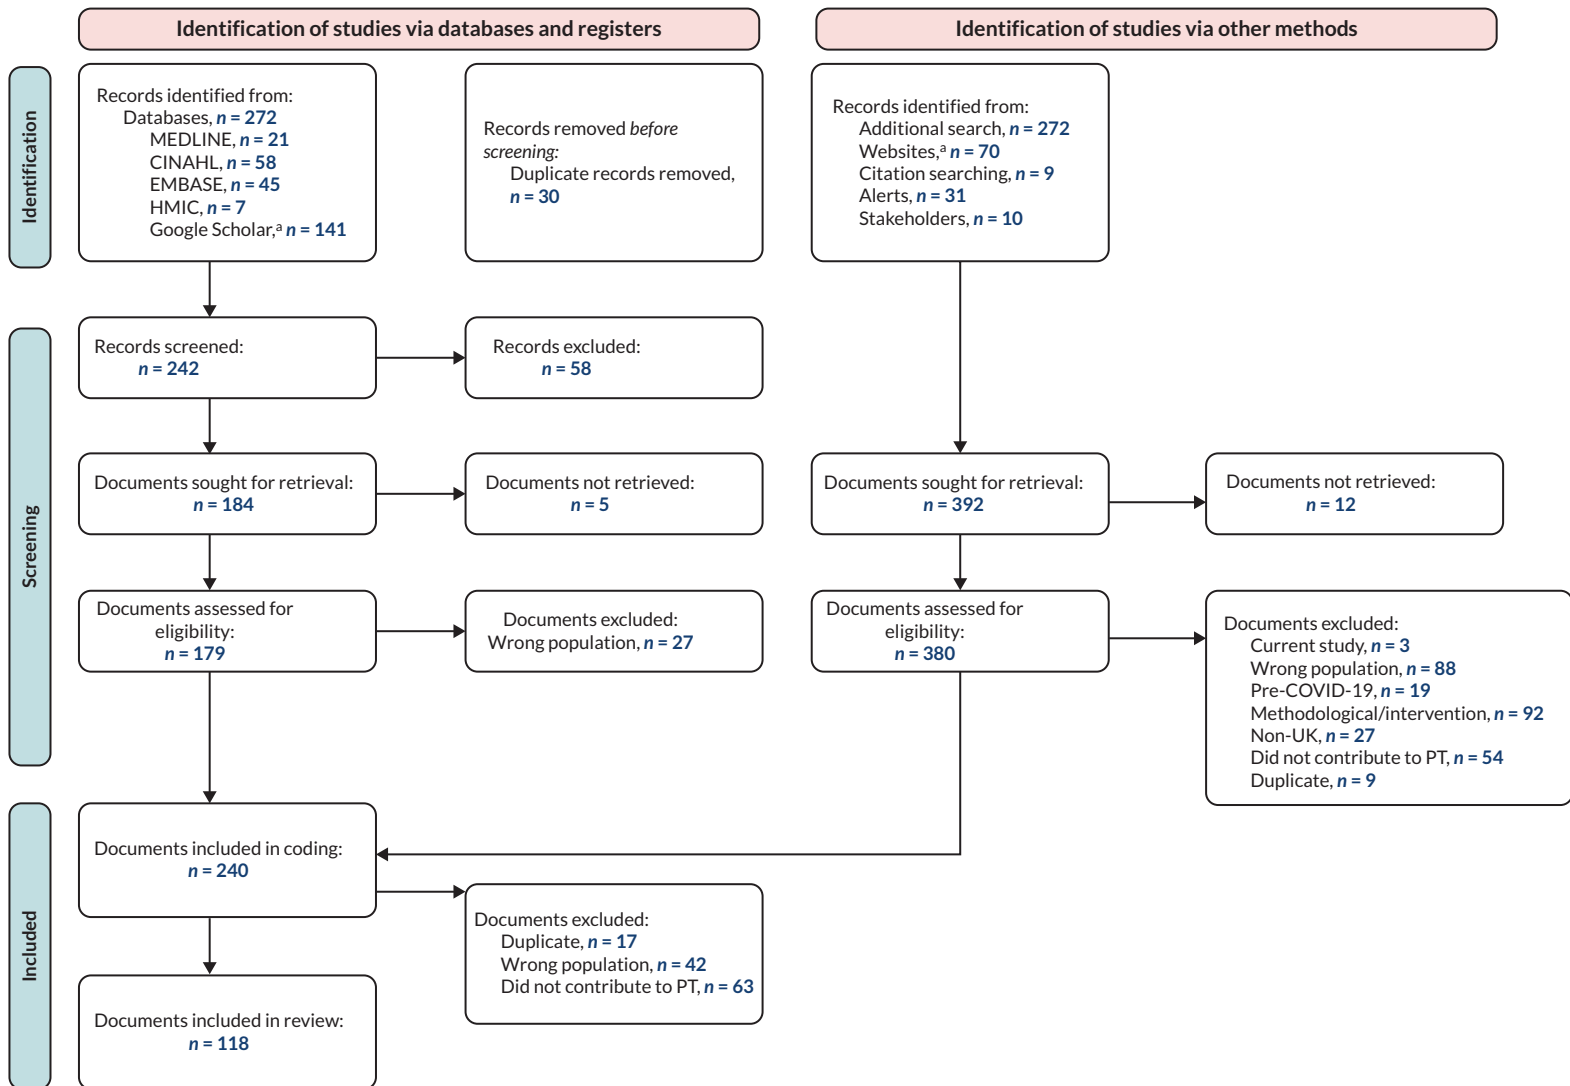 Identification of studies via databases and registers
Identification of studies via other methods
Identification
Records identified from:
Databases, n = 272
MEDLINE, n = 21
CINAHL, n = 58
EMBASE, n = 45
HMIC, n = 7
Google Scholar,ᵃ n = 141
Records removed before
screening:
Duplicate records removed,
n = 30
Records identified from:
Additional search, n = 272
Websites,ᵃ n = 70
Citation searching, n = 9
Alerts, n = 31
Stakeholders, n = 10
Screening
Records screened:
n = 242
Records excluded:
n = 58
Documents sought for retrieval:
n = 184
Documents not retrieved:
n = 5
Documents sought for retrieval:
n = 392
Documents not retrieved:
n = 12
Documents assessed for
eligibility:
n = 179
Documents excluded:
Wrong population, n = 27
Documents assessed for
eligibility:
n = 380
Documents excluded:
Current study, n = 3
Wrong population, n = 88
Pre-COVID-19, n = 19
Methodological/intervention, n = 92
Non-UK, n = 27
Did not contribute to PT, n = 54
Duplicate, n = 9
Included
Documents included in coding:
n = 240
Documents excluded:
Duplicate, n = 17
Wrong population, n = 42
Did not contribute to PT, n = 63
Documents included in review:
n = 118